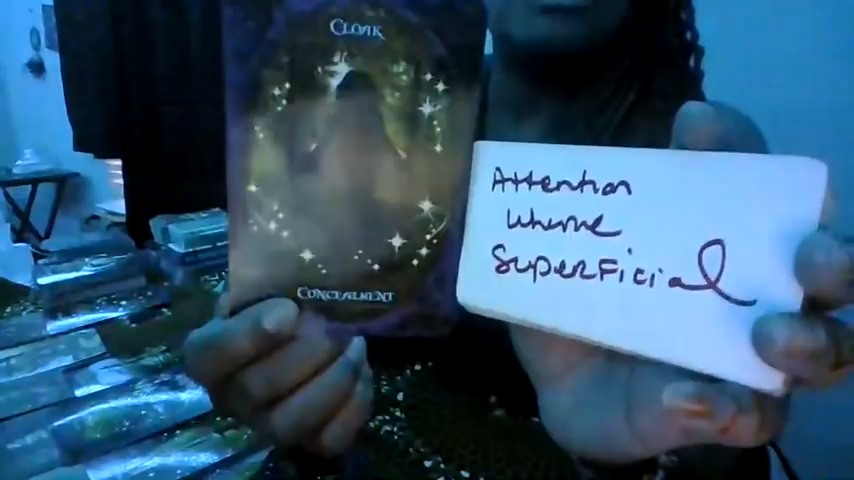 CLOAK
CONCEALMENT
Attention
Whore
Superficial